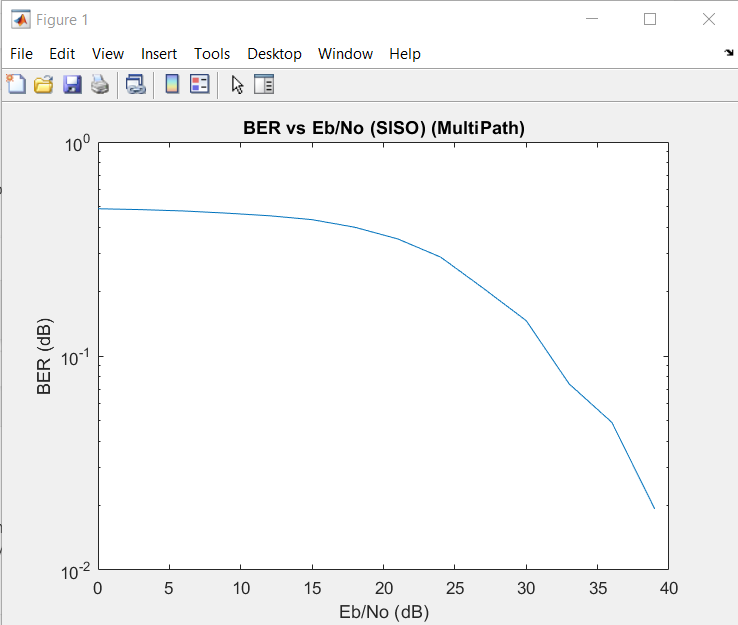 Figure 1
File Edit View Insert Tools Desktop Window Help
BER vs Eb/No (SISO) (MultiPath)
10^0
10^-1
10^-2
BER (dB)
0 5 10 15 20 25 30 35 40
Eb/No (dB)